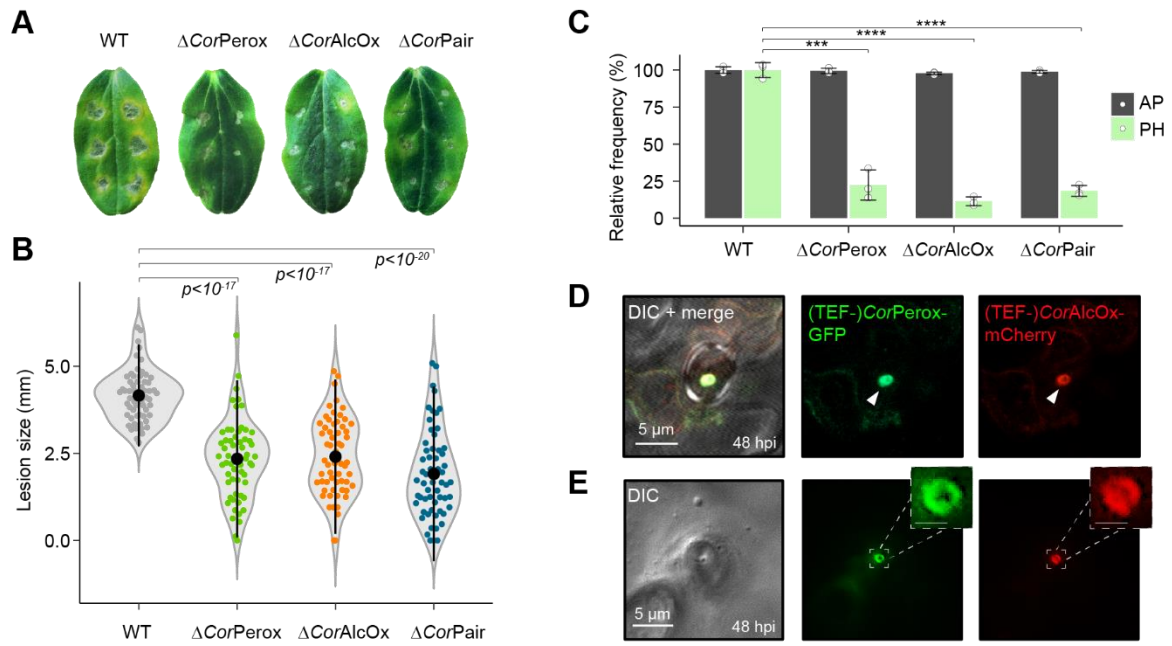 A
WT
ΔCorPerox
ΔCorAlcOx
ΔCorPair
B
p<10⁻¹⁷
p<10⁻¹⁷
p<10⁻²⁰
Lesion size (mm)
5.0
2.5
0.0
WT
ΔCorPerox
ΔCorAlcOx
ΔCorPair
C
****
****
***
Relative frequency (%)
100
75
50
25
0
WT
ΔCorPerox
ΔCorAlcOx
ΔCorPair
AP
PH
D
DIC + merge
5 µm
48 hpi
(TEF-)CorPerox-
GFP
(TEF-)CorAlcOx-
mCherry
E
DIC
5 µm
48 hpi